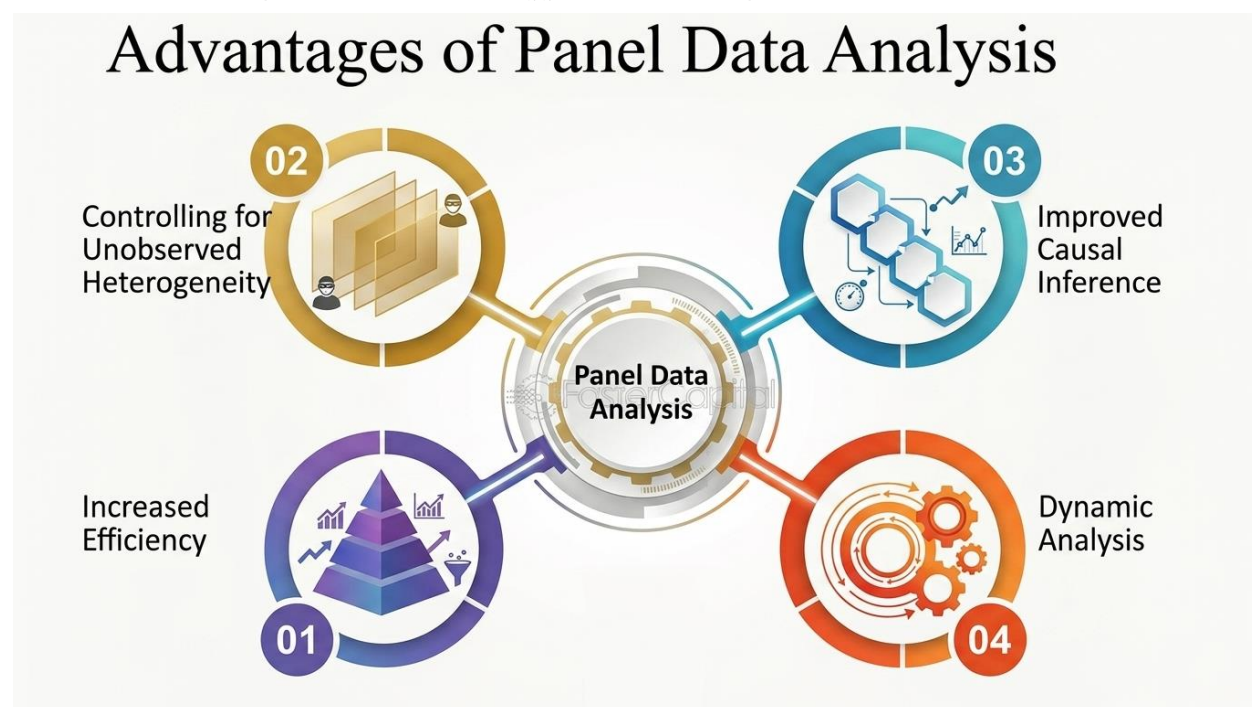 Advantages of Panel Data Analysis
02
Controlling for
Unobserved
Heterogeneity
03
Improved
Causal
Inference
Panel Data
Analysis
FasterCapital
Increased
Efficiency
01
Dynamic
Analysis
04